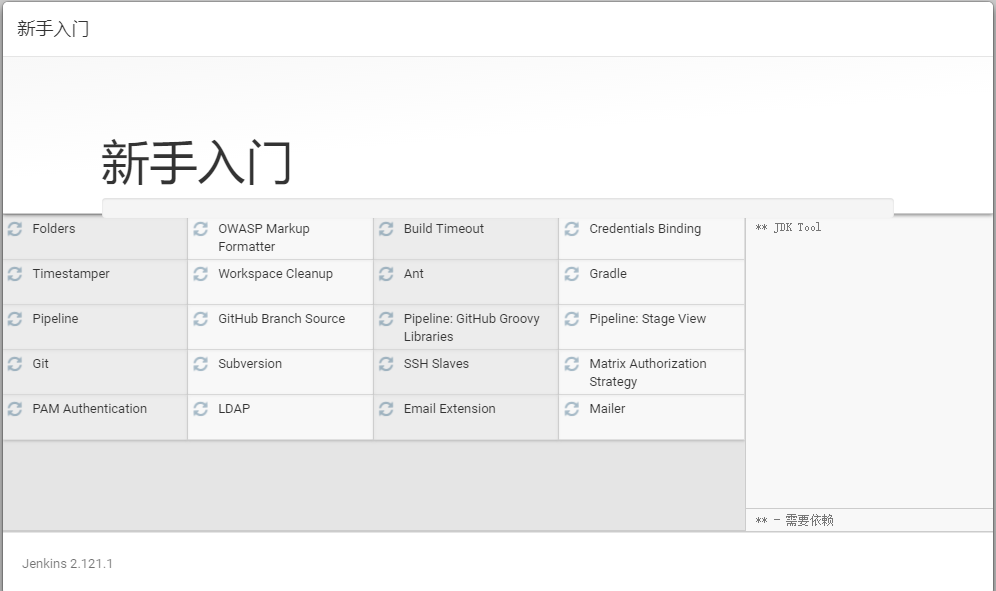 新手入门
新手入门
Folders
OWASP Markup
Formatter
Build Timeout
Credentials Binding
** JDK Tool
Timestamper
Workspace Cleanup
Ant
Gradle
Pipeline
GitHub Branch Source
Pipeline: GitHub Groovy
Libraries
Pipeline: Stage View
Git
Subversion
SSH Slaves
Matrix Authorization
Strategy
PAM Authentication
LDAP
Email Extension
Mailer
** - 需要依赖
Jenkins 2.121.1